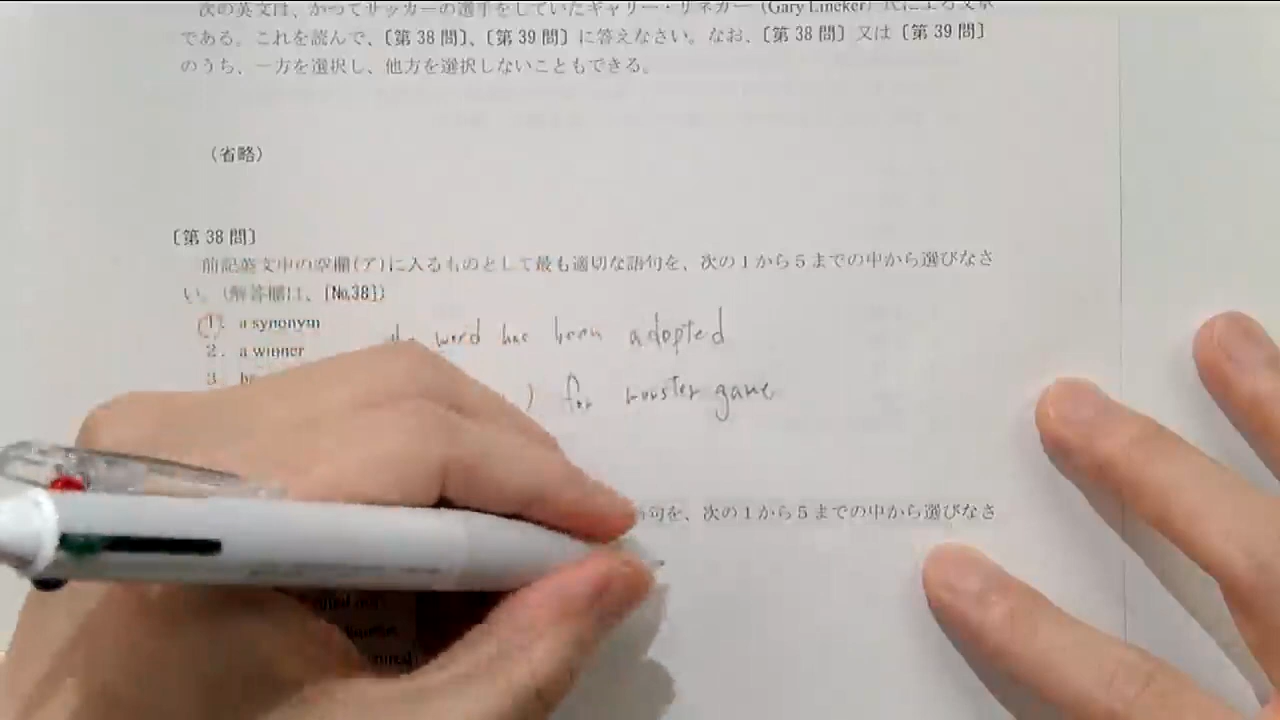 次の英文は、かつてサッカーの選手をしていたギャリー・リネカー (Gary Lineker) 氏による文章
である。これを読んで、〔第 38 問〕、〔第 39 問〕に答えなさい。なお、〔第 38 問〕又は〔第 39 問〕
のうち、一方を選択し、他方を選択しないこともできる。
(省略)
〔第 38 問〕
前記英文中の空欄(ア)に入るものとして最も適切な語句を、次の1から5までの中から選びなさ
い。(解答欄は、[No.38])
1. a synonym
2. a winner
3.
word has been adopted
) for rooster game
句を、次の1から5までの中から選びなさ